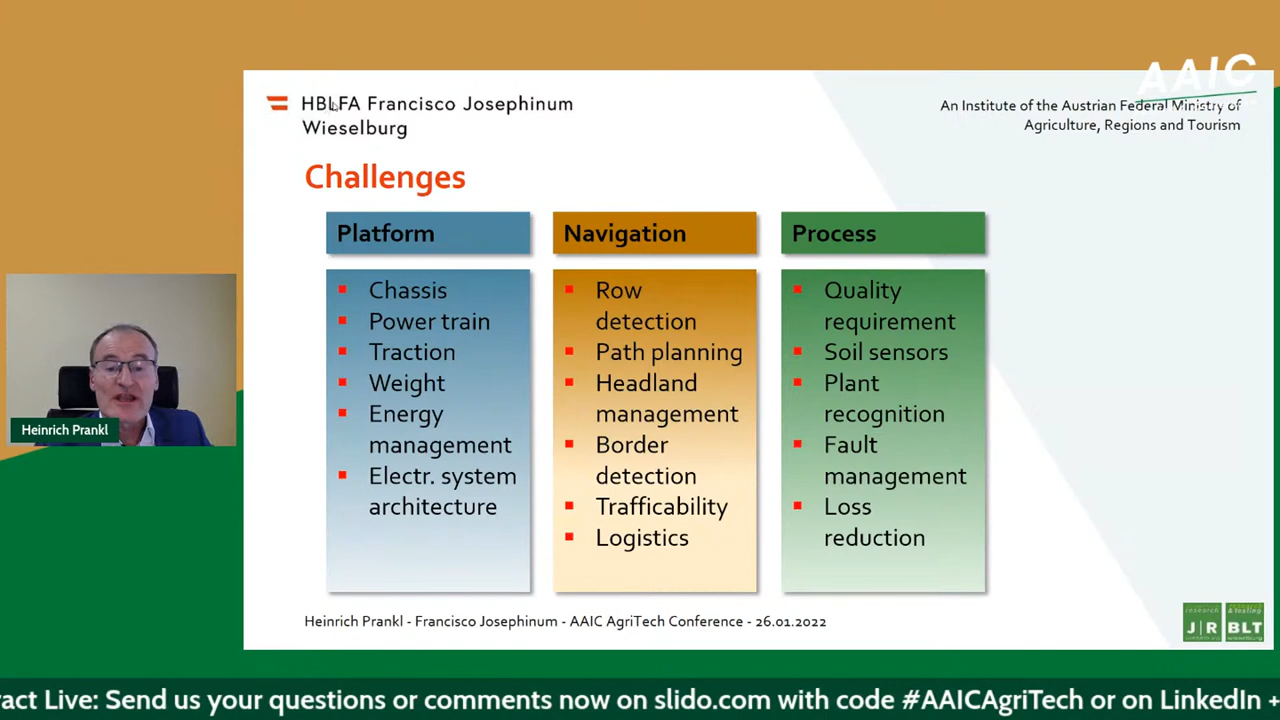 AAIC
HBLFA Francisco Josephinum
Wieselburg
An Institute of the Austrian Federal Ministry of
Agriculture, Regions and Tourism
Challenges
Platform
Chassis
Power train
Traction
Weight
Energy
management
Electr. system
architecture
Navigation
Row
detection
Path planning
Headland
management
Border
detection
Trafficability
Logistics
Process
Quality
requirement
Soil sensors
Plant
recognition
Fault
management
Loss
reduction
Heinrich Prankl
Heinrich Prankl - Francisco Josephinum - AAIC AgriTech Conference - 26.01.2022
research
& testing
J|R BLT
ract Live: Send us your questions or comments now on slido.com with code #AAICAgriTech or on LinkedIn +